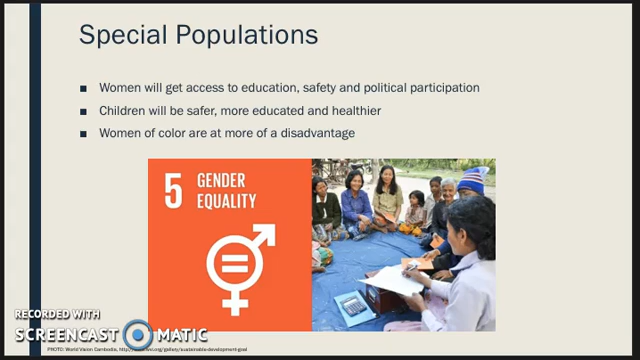 Special Populations
Women will get access to education, safety and political participation
Children will be safer, more educated and healthier
Women of color are at more of a disadvantage
5 GENDER
EQUALITY
RECORDED WITH
SCREENCAST MATIC
PHOTO: World Vision Cambodia,